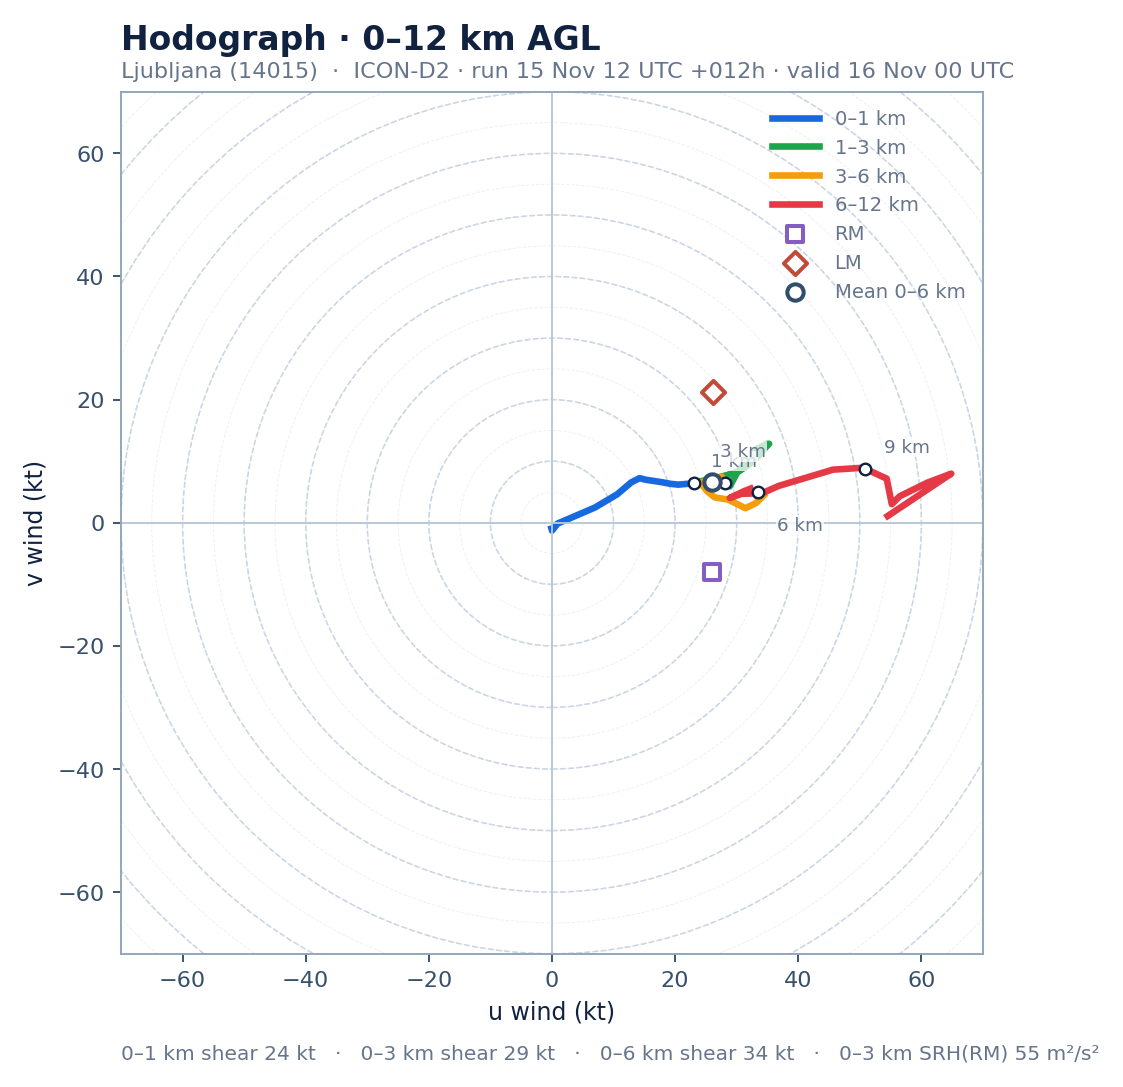 Hodograph · 0–12 km AGL
Ljubljana (14015) · ICON-D2 · run 15 Nov 12 UTC +012h · valid 16 Nov 00 UTC
0–1 km
1–3 km
3–6 km
6–12 km
RM
LM
Mean 0–6 km
60
40
20
0
−20
−40
−60
v wind (kt)
3 km
1 km
9 km
6 km
−60
−40
−20
0
20
40
60
u wind (kt)
0–1 km shear 24 kt · 0–3 km shear 29 kt · 0–6 km shear 34 kt · 0–3 km SRH(RM) 55 m²/s²